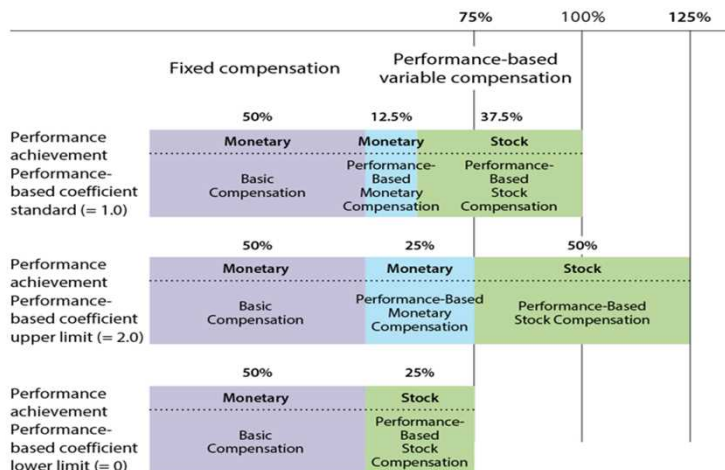 75% 100% 125%
Fixed compensation
Performance-based
variable compensation
50% 12.5% 37.5%
Performance
achievement
Performance-
based coefficient
standard (= 1.0)
Monetary Monetary Stock
Basic
Compensation
Performance-
Based
Monetary
Compensation
Performance-
Based
Stock
Compensation
50% 25% 50%
Performance
achievement
Performance-
based coefficient
upper limit (= 2.0)
Monetary Monetary Stock
Basic
Compensation
Performance-Based
Monetary
Compensation
Performance-Based
Stock Compensation
50% 25%
Performance
achievement
Performance-
based coefficient
lower limit (= 0)
Monetary Stock
Basic
Compensation
Performance-
Based
Stock
Compensation